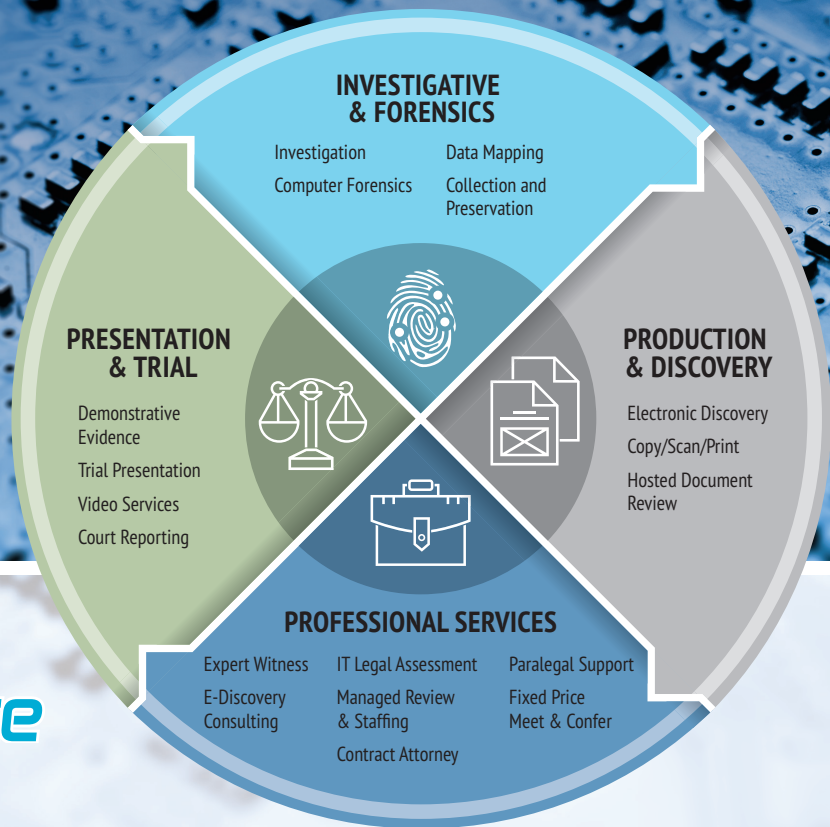 INVESTIGATIVE
& FORENSICS
Investigation
Computer Forensics
Data Mapping
Collection and
Preservation
PRESENTATION
& TRIAL
Demonstrative
Evidence
Trial Presentation
Video Services
Court Reporting
PRODUCTION
& DISCOVERY
Electronic Discovery
Copy/Scan/Print
Hosted Document
Review
PROFESSIONAL SERVICES
Expert Witness
E-Discovery
Consulting
IT Legal Assessment
Managed Review
& Staffing
Contract Attorney
Paralegal Support
Fixed Price
Meet & Confer